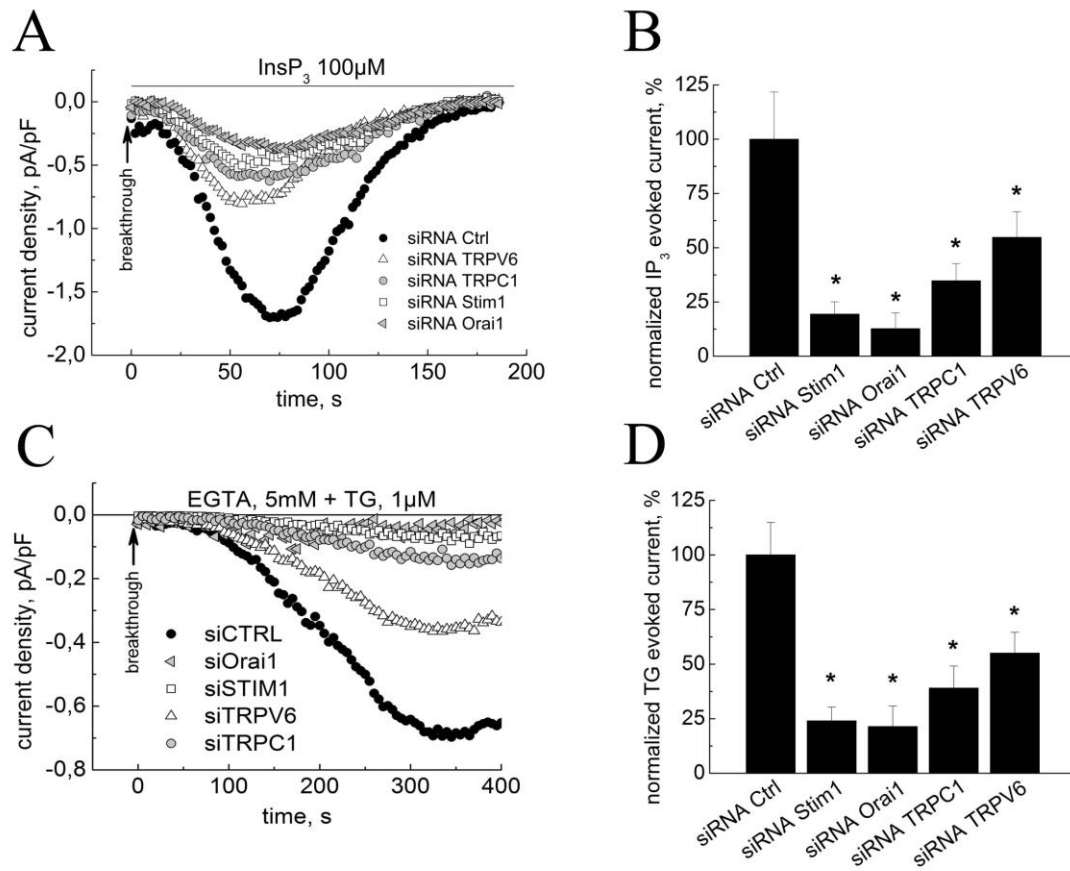 A
InsP3 100µM
0,0
-0,5
-1,0
-1,5
-2,0
current density, pA/pF
breakthrough
siRNA Ctrl
siRNA TRPV6
siRNA TRPC1
siRNA Stim1
siRNA Orai1
0
50
100
150
200
time, s
B
normalized IP3 evoked current, %
125
100
75
50
25
0
*
*
*
*
siRNA Ctrl
siRNA Stim1
siRNA Orai1
siRNA TRPC1
siRNA TRPV6
C
EGTA, 5mM + TG, 1µM
0,0
-0,2
-0,4
-0,6
-0,8
current density, pA/pF
breakthrough
siCTRL
siOrai1
siSTIM1
siTRPV6
siTRPC1
0
100
200
300
400
time, s
D
normalized TG evoked current, %
125
100
75
50
25
0
*
*
*
*
siRNA Ctrl
siRNA Stim1
siRNA Orai1
siRNA TRPC1
siRNA TRPV6